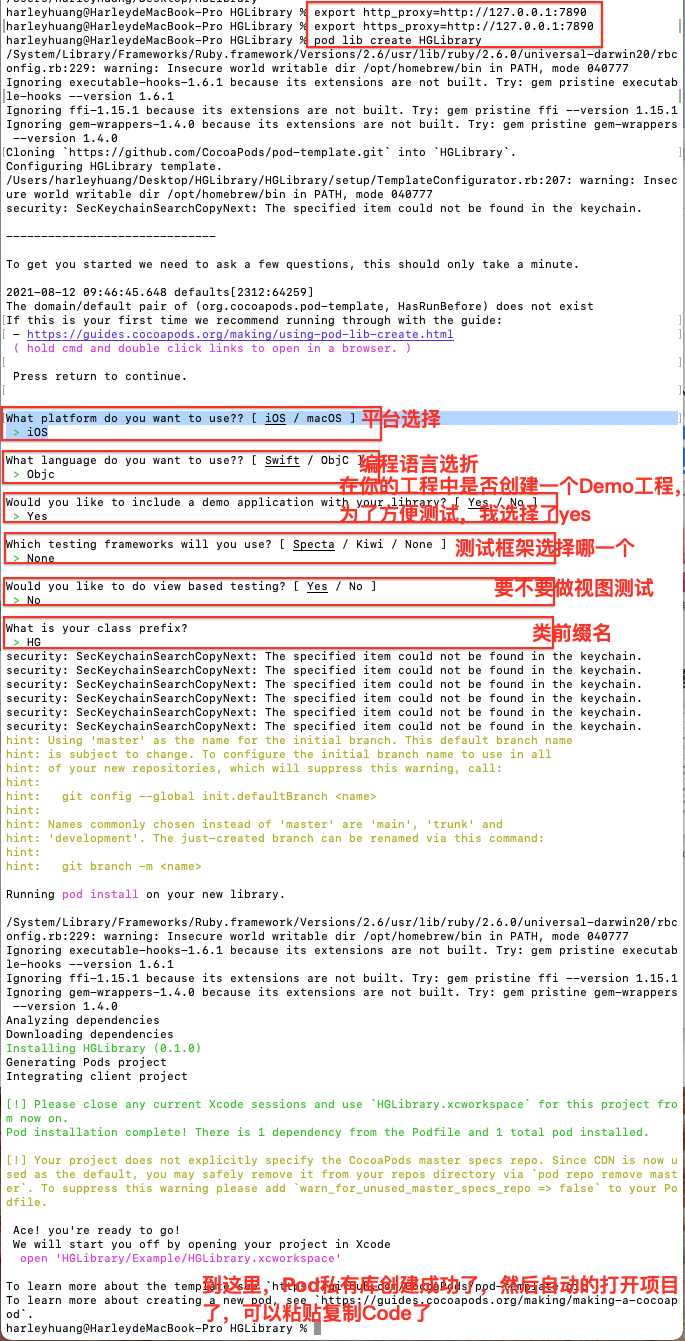 harleyhuang@HarleydeMacBook-Pro HGLibrary % export http_proxy=http://127.0.0.1:7890
harleyhuang@HarleydeMacBook-Pro HGLibrary % export https_proxy=http://127.0.0.1:7890
harleyhuang@HarleydeMacBook-Pro HGLibrary % pod lib create HGLibrary
/System/Library/Frameworks/Ruby.framework/Versions/2.6/usr/lib/ruby/2.6.0/universal-darwin20/rbc
onfig.rb:229: warning: Insecure world writable dir /opt/homebrew/bin in PATH, mode 040777
Ignoring executable-hooks-1.6.1 because its extensions are not built. Try: gem pristine executab
le-hooks --version 1.6.1
Ignoring ffi-1.15.1 because its extensions are not built. Try: gem pristine ffi --version 1.15.1
Ignoring gem-wrappers-1.4.0 because its extensions are not built. Try: gem pristine gem-wrappers
 --version 1.4.0
Cloning `https://github.com/CocoaPods/pod-template.git` into `HGLibrary`.
Configuring HGLibrary template.
/Users/harleyhuang/Desktop/HGLibrary/HGLibrary/setup/TemplateConfigurator.rb:207: warning: Insec
ure world writable dir /opt/homebrew/bin in PATH, mode 040777
security: SecKeychainSearchCopyNext: The specified item could not be found in the keychain.
------------------------------
To get you started we need to ask a few questions, this should only take a minute.
2021-08-12 09:46:45.648 defaults[2312:64259]
The domain/default pair of (org.cocoapods.pod-template, HasRunBefore) does not exist
If this is your first time we recommend running through with the guide:
 - https://guides.cocoapods.org/making/using-pod-lib-create.html
 ( hold cmd and double click links to open in a browser. )
 Press return to continue.
What platform do you want to use?? [ iOS / macOS ] 平台选择
 > iOS
What language do you want to use?? [ Swift / ObjC ] 编程语言选折
 > Objc
在你的工程中是否创建一个Demo工程，
Would you like to include a demo application with your library? [ Yes / No ]
为了方便测试，我选择了yes
 > Yes
Which testing frameworks will you use? [ Specta / Kiwi / None ] 测试框架选择哪一个
 > None
Would you like to do view based testing? [ Yes / No ] 要不要做视图测试
 > No
What is your class prefix? 类前缀名
 > HG
security: SecKeychainSearchCopyNext: The specified item could not be found in the keychain.
security: SecKeychainSearchCopyNext: The specified item could not be found in the keychain.
security: SecKeychainSearchCopyNext: The specified item could not be found in the keychain.
security: SecKeychainSearchCopyNext: The specified item could not be found in the keychain.
security: SecKeychainSearchCopyNext: The specified item could not be found in the keychain.
security: SecKeychainSearchCopyNext: The specified item could not be found in the keychain.
hint: Using 'master' as the name for the initial branch. This default branch name
hint: is subject to change. To configure the initial branch name to use in all
hint: of your new repositories, which will suppress this warning, call:
hint:
hint:   git config --global init.defaultBranch <name>
hint:
hint: Names commonly chosen instead of 'master' are 'main', 'trunk' and
hint: 'development'. The just-created branch can be renamed via this command:
hint:
hint:   git branch -m <name>
Running pod install on your new library.
/System/Library/Frameworks/Ruby.framework/Versions/2.6/usr/lib/ruby/2.6.0/universal-darwin20/rbc
onfig.rb:229: warning: Insecure world writable dir /opt/homebrew/bin in PATH, mode 040777
Ignoring executable-hooks-1.6.1 because its extensions are not built. Try: gem pristine executab
le-hooks --version 1.6.1
Ignoring ffi-1.15.1 because its extensions are not built. Try: gem pristine ffi --version 1.15.1
Ignoring gem-wrappers-1.4.0 because its extensions are not built. Try: gem pristine gem-wrappers
 --version 1.4.0
Analyzing dependencies
Downloading dependencies
Installing HGLibrary (0.1.0)
Generating Pods project
Integrating client project
[!] Please close any current Xcode sessions and use `HGLibrary.xcworkspace` for this project fro
m now on.
Pod installation complete! There is 1 dependency from the Podfile and 1 total pod installed.
[!] Your project does not explicitly specify the CocoaPods master specs repo. Since CDN is now u
sed as the default, you may safely remove it from your repos directory via `pod repo remove mast
er`. To suppress this warning please add `warn_for_unused_master_specs_repo => false` to your Po
dfile.
 Ace! you're ready to go!
 We will start you off by opening your project in Xcode
  open 'HGLibrary/Example/HGLibrary.xcworkspace'
To learn more about the template see `https://github.com/CocoaPods/pod-template.git`.
到这里，Pod私有库创建成功了，然后自动的打开项目
To learn more about creating a new pod, see `https://guides.cocoapods.org/making/making-a-cocoap
od`.
了，可以粘贴复制Code了
harleyhuang@HarleydeMacBook-Pro HGLibrary %